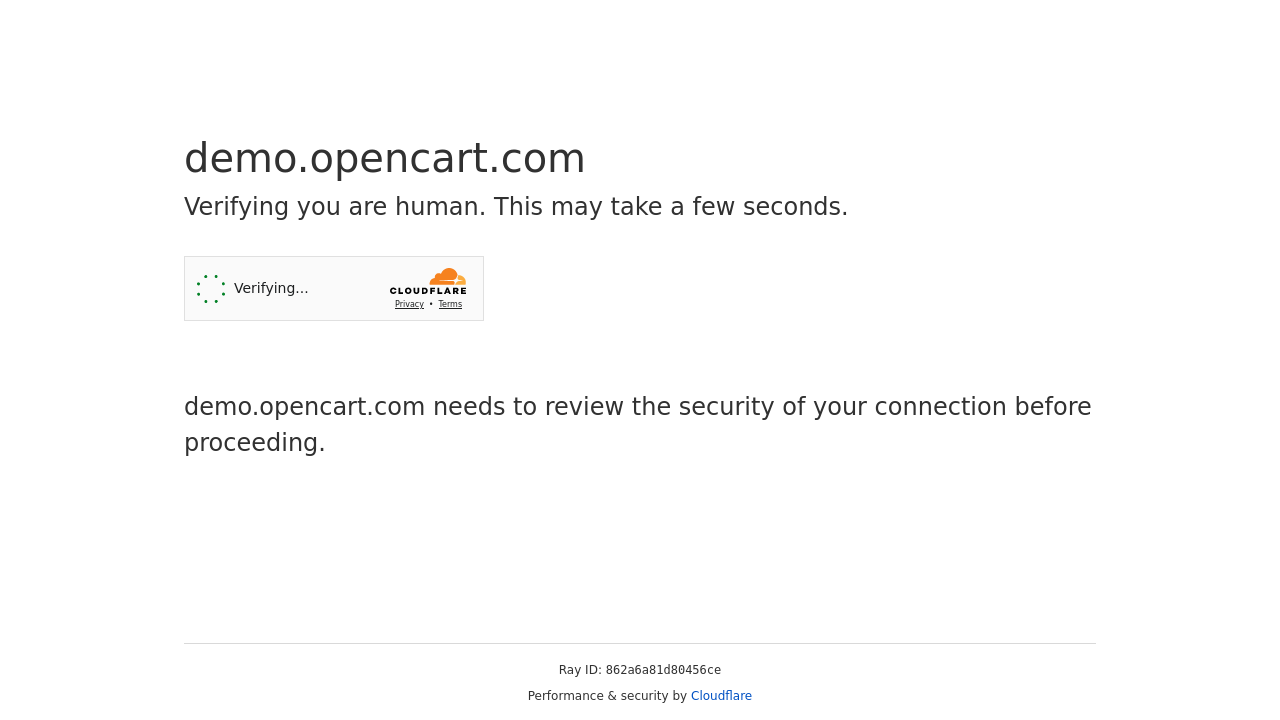 demo.opencart.com
Verifying you are human. This may take a few seconds.
Verifying...
CLOUDFLARE
Privacy • Terms
demo.opencart.com needs to review the security of your connection before
proceeding.
Ray ID: 862a6a81d80456ce
Performance & security by Cloudflare